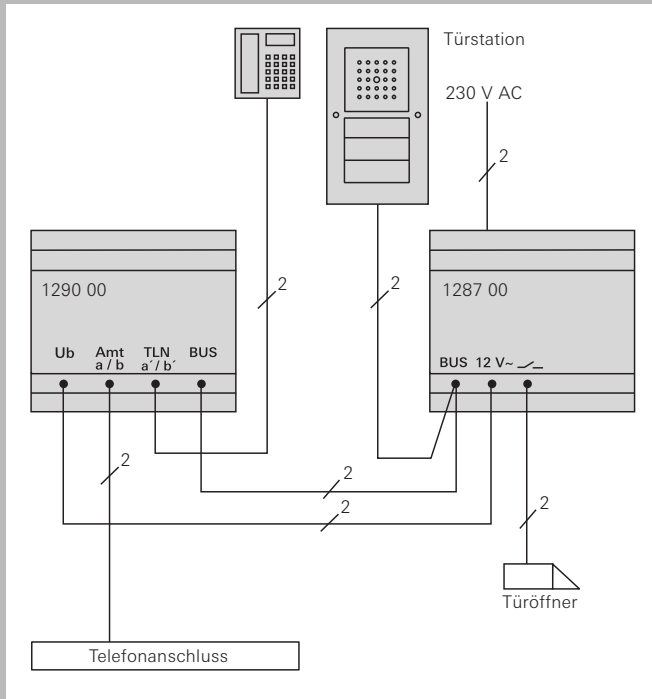 Türstation
230 V AC
2
2
2
1290 00
1287 00
Ub
Amt
a / b
TLN
a´/ b´
BUS
BUS
12 V~
2
2
2
2
Türöffner
Telefonanschluss